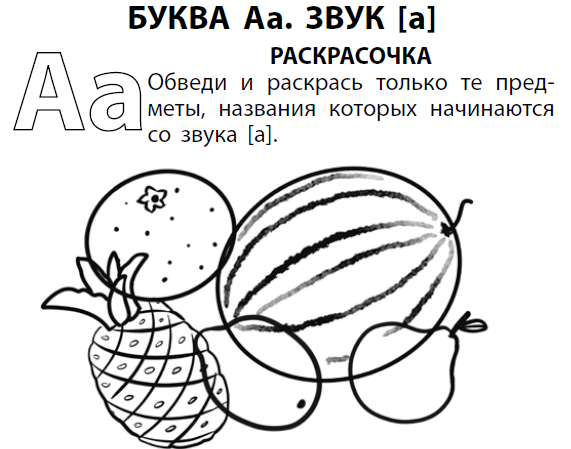 БУКВА Аа. ЗВУК [а]
Аа
РАСКРАСОЧКА
Обведи и раскрась только те пред-
меты, названия которых начинаются
со звука [а].